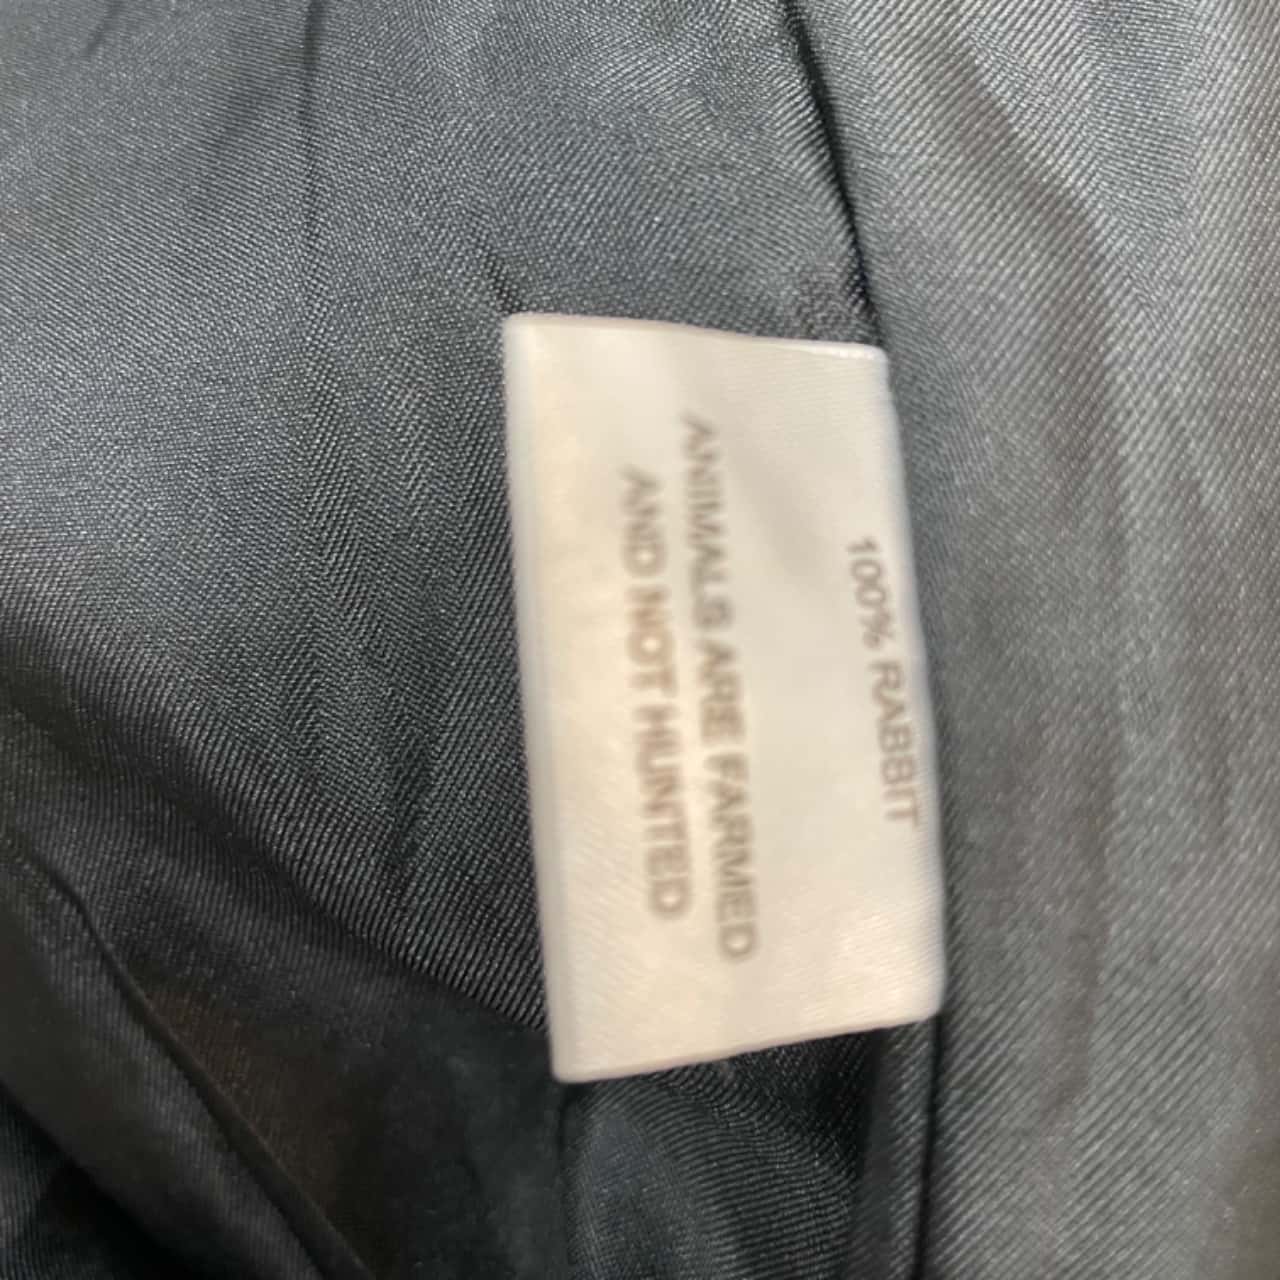 100% RABBIT
ANIMALS ARE FARMED
AND NOT HUNTED